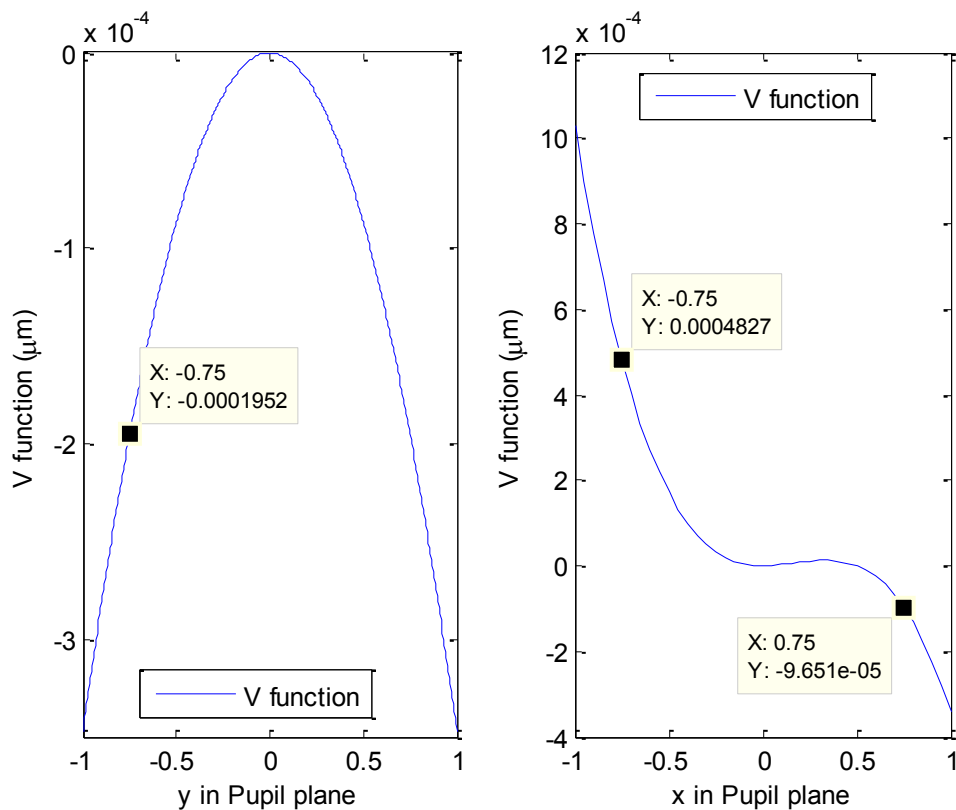 x 10-4
0
-1
-2
-3
-1
-0.5
0
0.5
1
V function (μm)
y in Pupil plane
X: -0.75
Y: -0.0001952
V function
x 10-4
12
10
8
6
4
2
0
-2
-4
-1
-0.5
0
0.5
1
V function (μm)
x in Pupil plane
V function
X: -0.75
Y: 0.0004827
X: 0.75
Y: -9.651e-05